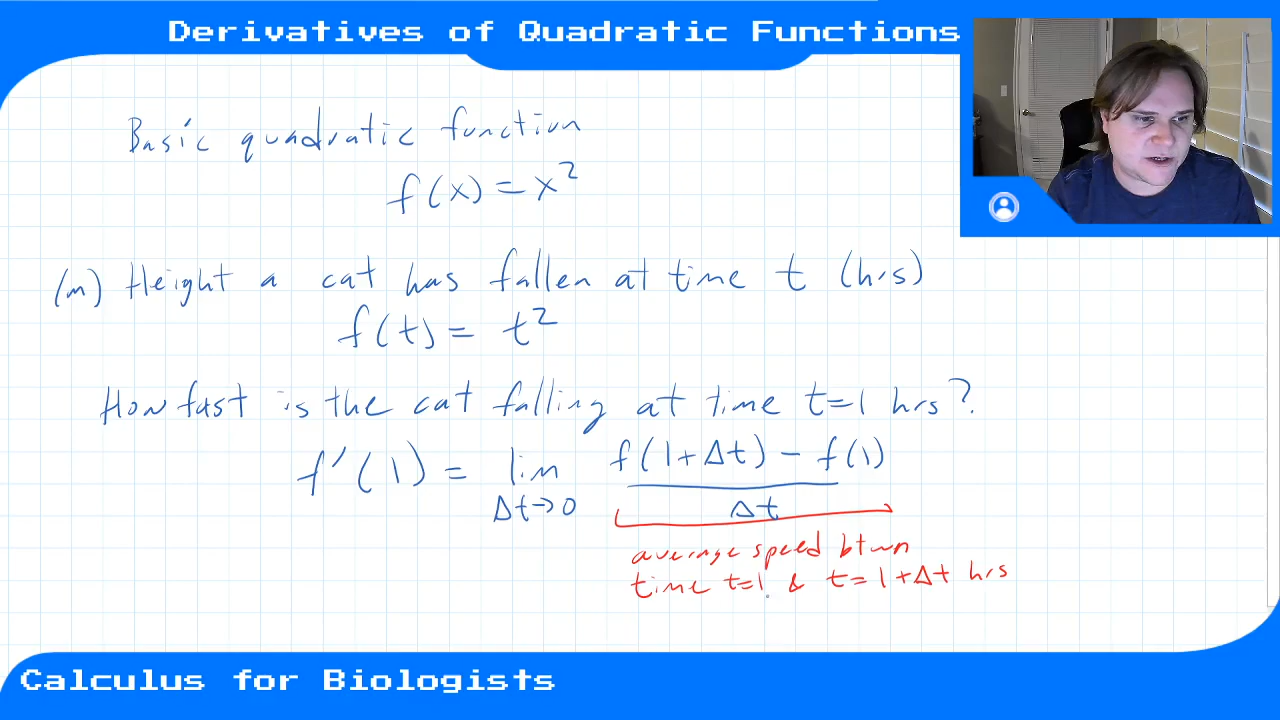 Derivatives of Quadratic Functions
Basic quadratic function
f(x) = x²
(m) Height a cat has fallen at time t (hrs)
f(t) = t²
How fast is the cat falling at time t=1 hrs?
f'(1) = lim f(1+Δt) - f(1)
Δt→0 Δt
average speed btwn
time t=1 & t=1+Δt hrs
Calculus for Biologists